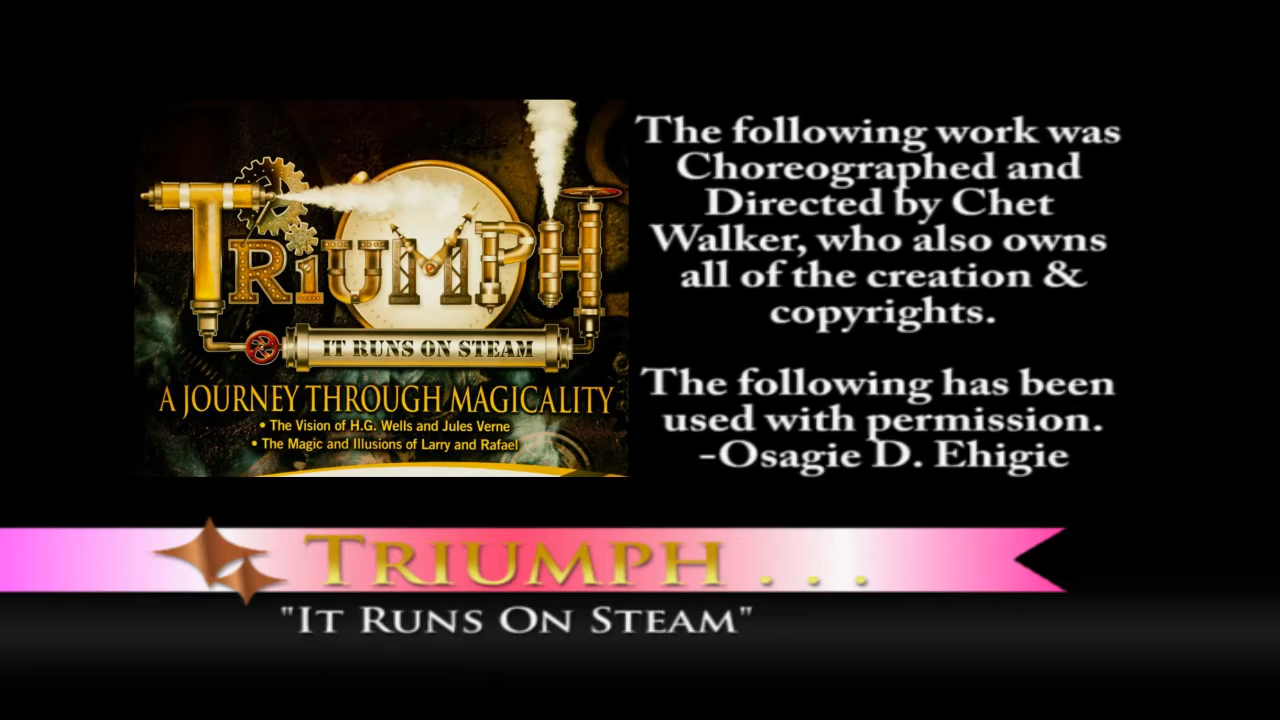 TRIUMPH
IT RUNS ON STEAM
A JOURNEY THROUGH MAGICALITY
• The Vision of H.G. Wells and Jules Verne
• The Magic and Illusions of Larry and Rafael
The following work was
Choreographed and
Directed by Chet
Walker, who also owns
all of the creation &
copyrights.
The following has been
used with permission.
-Osagie D. Ehigie
TRIUMPH . . .
"IT RUNS ON STEAM"